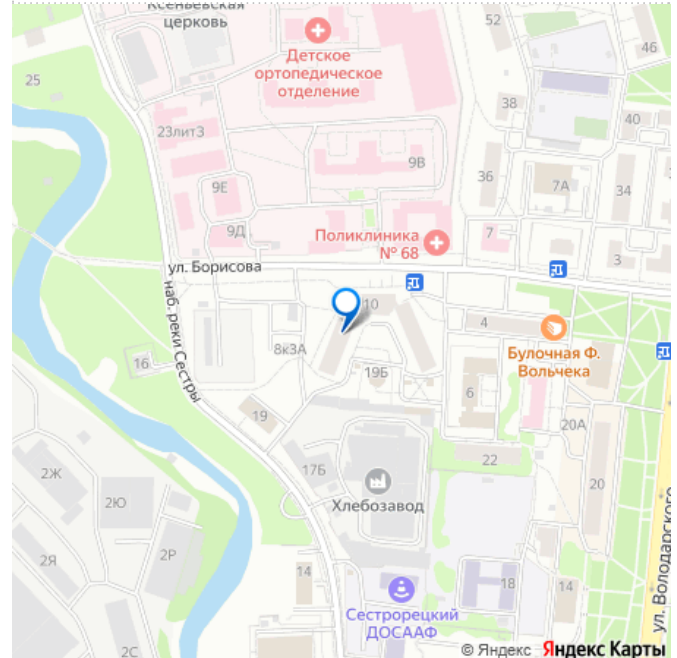 Ксеньевская
церковь
52
46
25
Детское
ортопедическое
отделение
38
40
23лит3
9В
36
7А
34
9Е
9Д
Поликлиника
№ 68
7
3
ул. Борисова
наб. реки Сестры
10
4
Булочная Ф.
Вольчека
16
8к3А
19Б
6
19
20А
22
17Б
2Ж
2Ю
Хлебозавод
20
2Я
2Р
14
18
14
Сестрорецкий
ДОСААФ
2С
ул. Володарского
© Яндекс Яндекс Карты